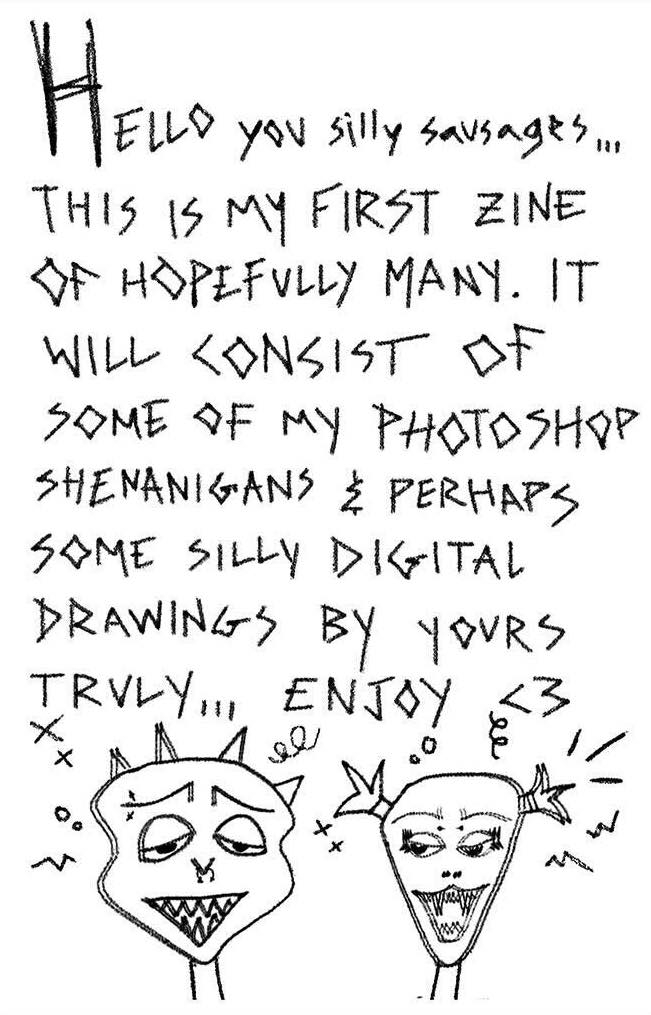 HELLO you silly sausages...
THIS IS MY FIRST ZINE
OF HOPEFULLY MANY. IT
WILL CONSIST OF
SOME OF MY PHOTOSHOP
SHENANIGANS & PERHAPS
SOME SILLY DIGITAL
DRAWINGS BY YOURS
TRULY... ENJOY <3